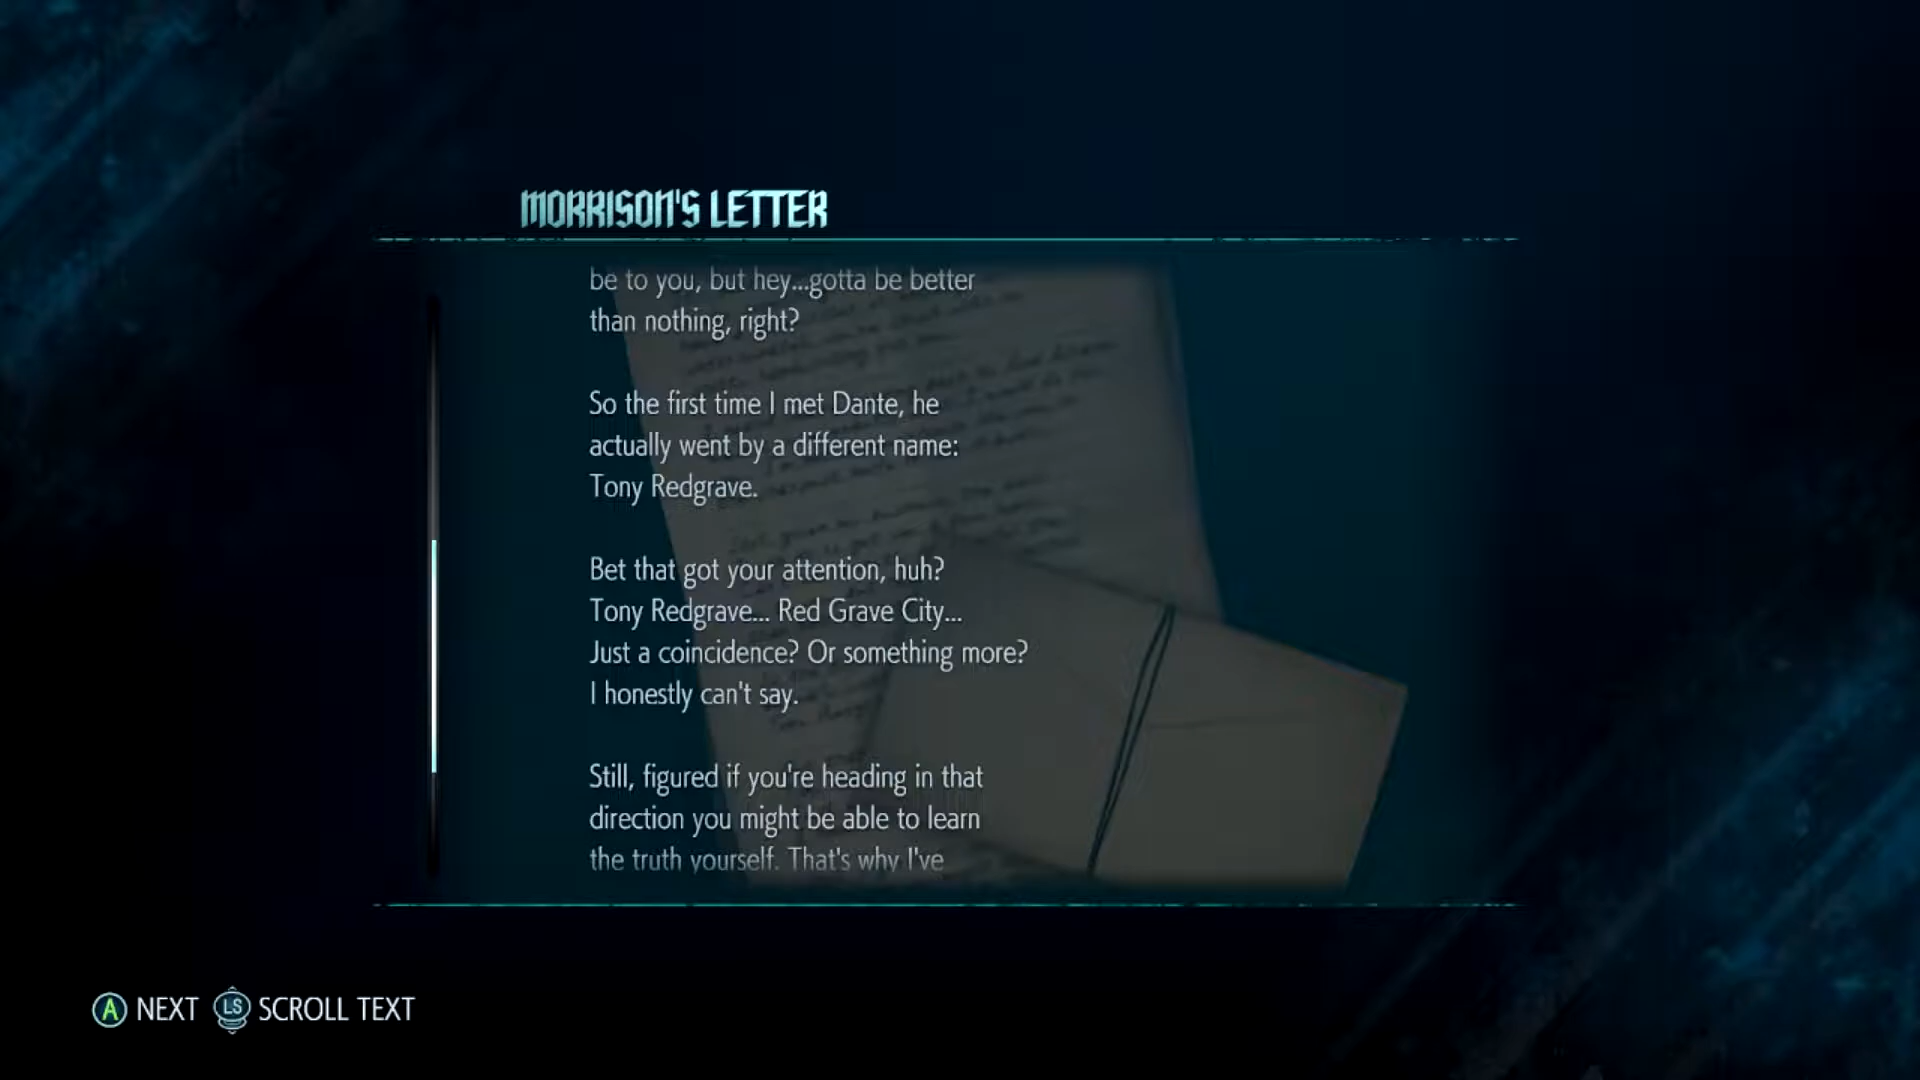 MORRISON'S LETTER
be to you, but hey...gotta be better
than nothing, right?
So the first time I met Dante, he
actually went by a different name:
Tony Redgrave.
Bet that got your attention, huh?
Tony Redgrave... Red Grave City...
Just a coincidence? Or something more?
I honestly can't say.
Still, figured if you're heading in that
direction you might be able to learn
the truth yourself. That's why I've
A NEXT LS SCROLL TEXT